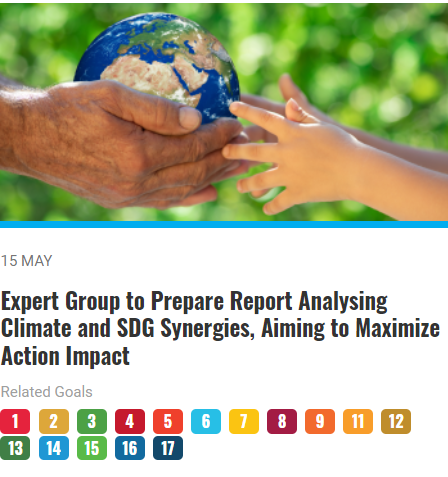 15 MAY
Expert Group to Prepare Report Analysing
Climate and SDG Synergies, Aiming to Maximize
Action Impact
Related Goals
1 2 3 4 5 6 7 8 9 11 12
13 14 15 16 17